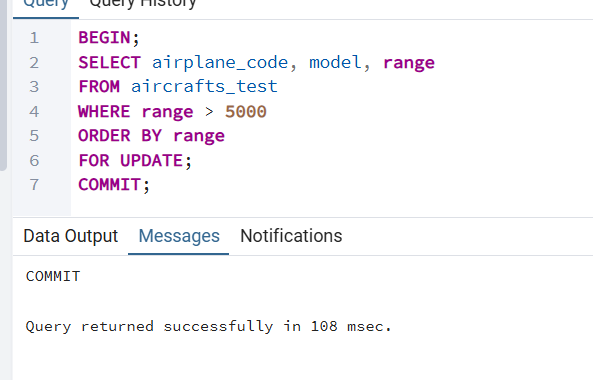 Query Query History
1 BEGIN;
2 SELECT airplane_code, model, range
3 FROM aircrafts_test
4 WHERE range > 5000
5 ORDER BY range
6 FOR UPDATE;
7 COMMIT;
Data Output Messages Notifications
COMMIT
Query returned successfully in 108 msec.